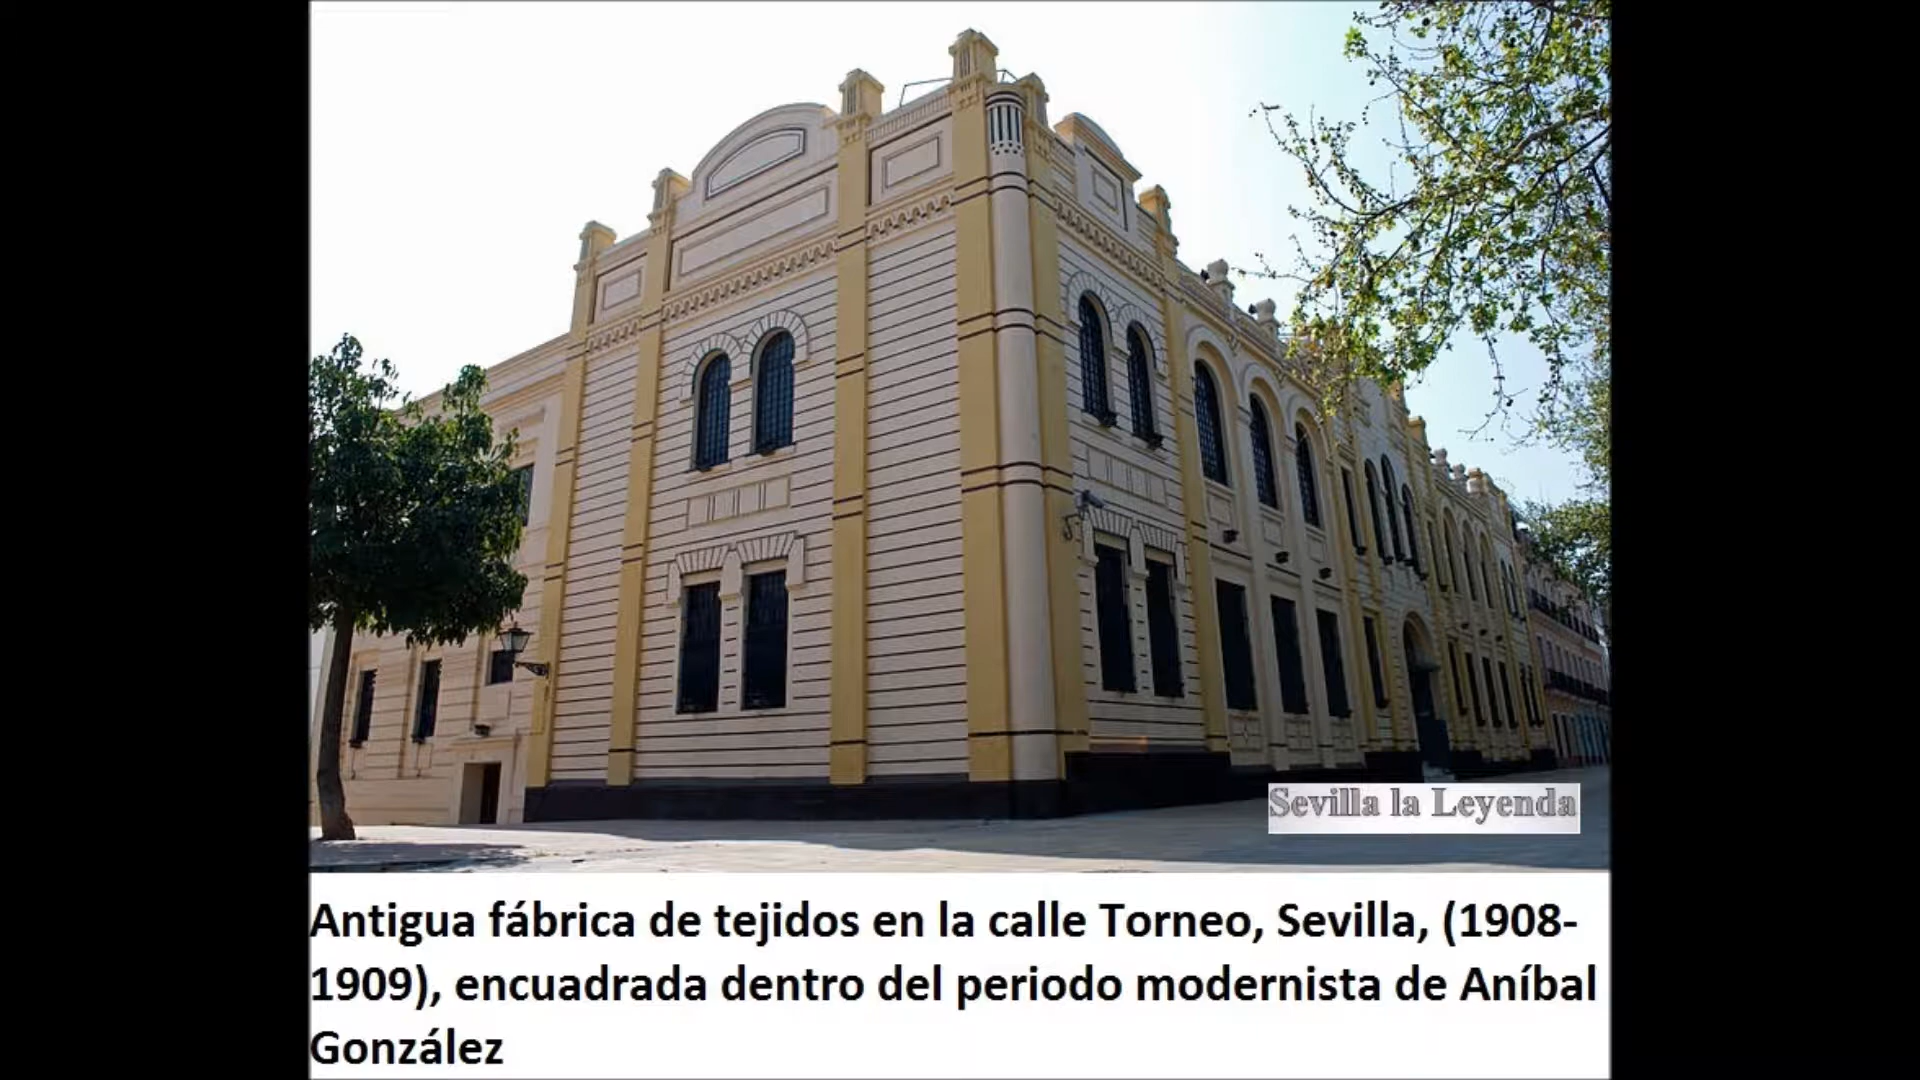 Sevilla la Leyenda
Antigua fábrica de tejidos en la calle Torneo, Sevilla, (1908-
1909), encuadrada dentro del periodo modernista de Aníbal
González